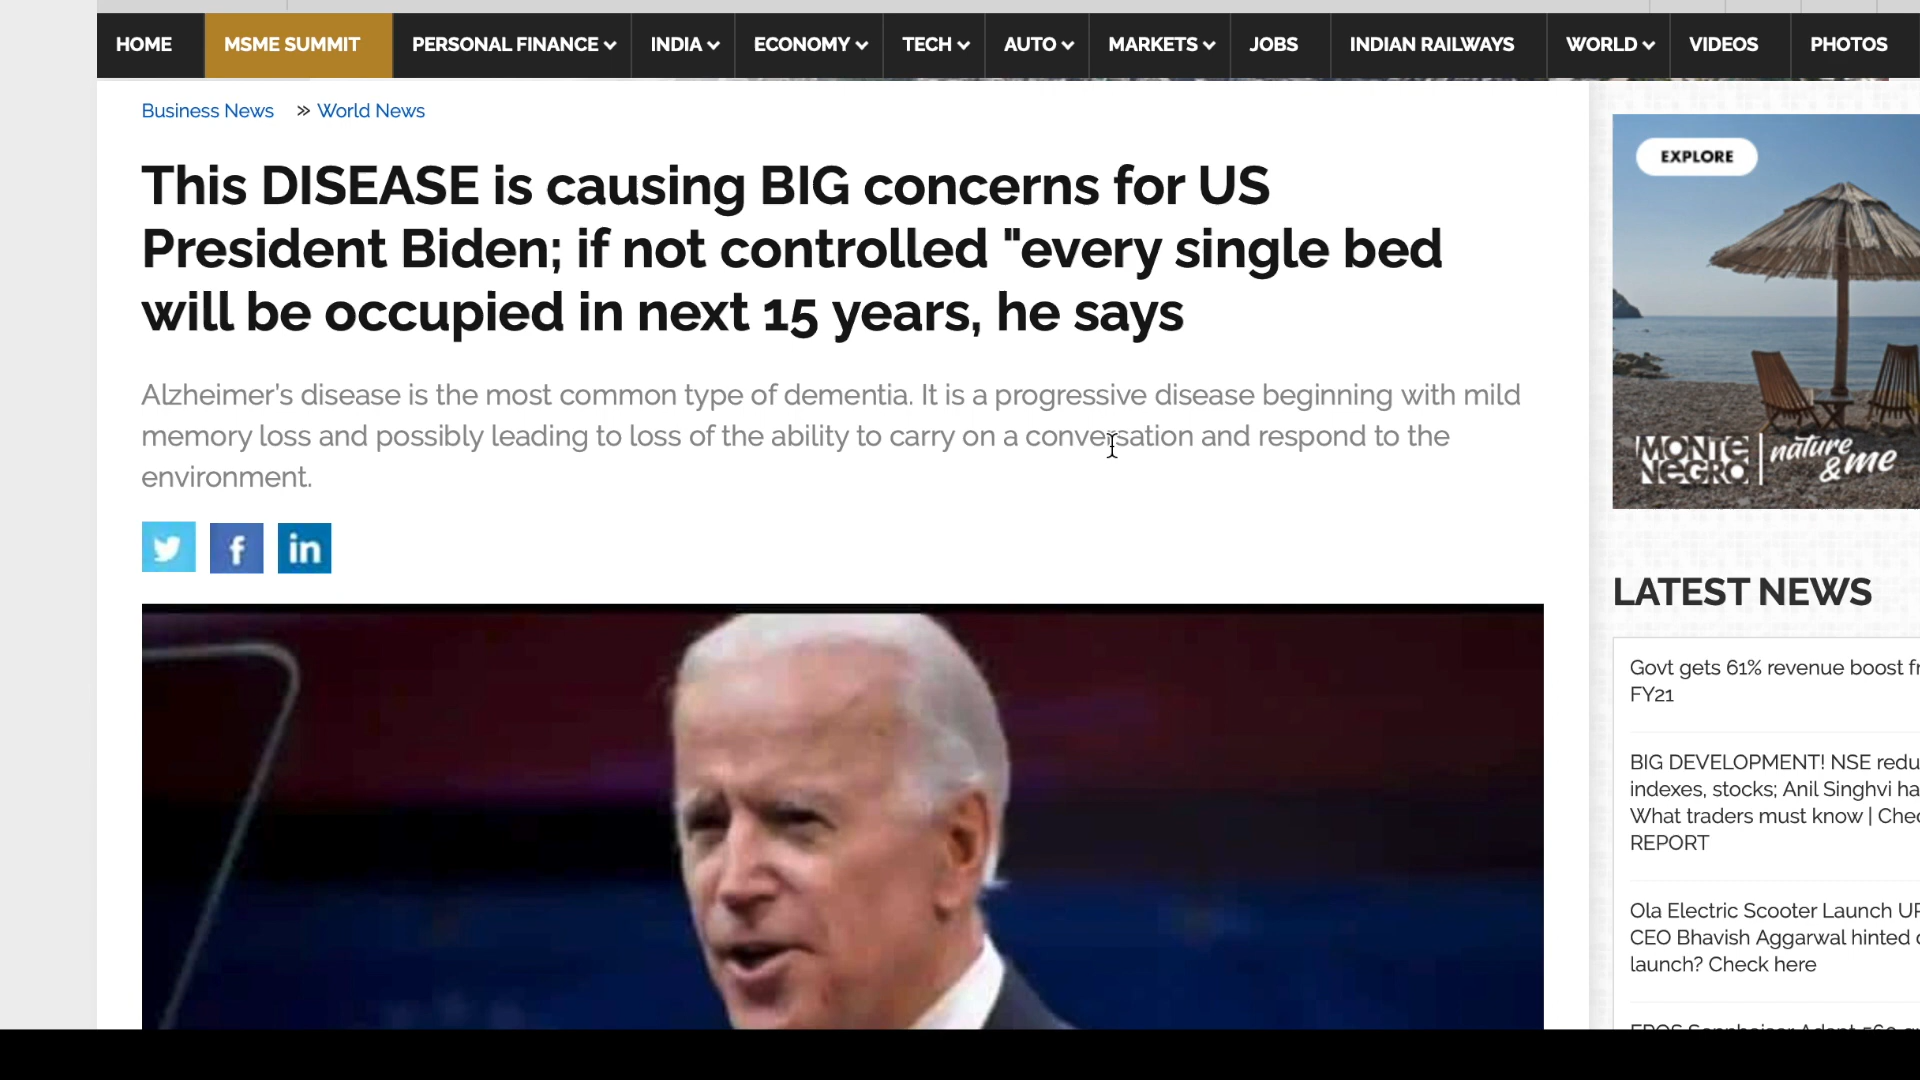 HOME MSME SUMMIT PERSONAL FINANCE INDIA ECONOMY TECH AUTO MARKETS JOBS INDIAN RAILWAYS WORLD VIDEOS PHOTOS
Business News » World News
This DISEASE is causing BIG concerns for US
President Biden; if not controlled "every single bed
will be occupied in next 15 years, he says
Alzheimer's disease is the most common type of dementia. It is a progressive disease beginning with mild
memory loss and possibly leading to loss of the ability to carry on a conversation and respond to the
environment.
f
in
EXPLORE
MONTE
NEGRO
nature
&me
LATEST NEWS
Govt gets 61% revenue boost
FY21
BIG DEVELOPMENT! NSE
indexes, stocks; Anil Singhvi
What traders must know |
REPORT
Ola Electric Scooter Launch
CEO Bhavish Aggarwal hinted
launch? Check here